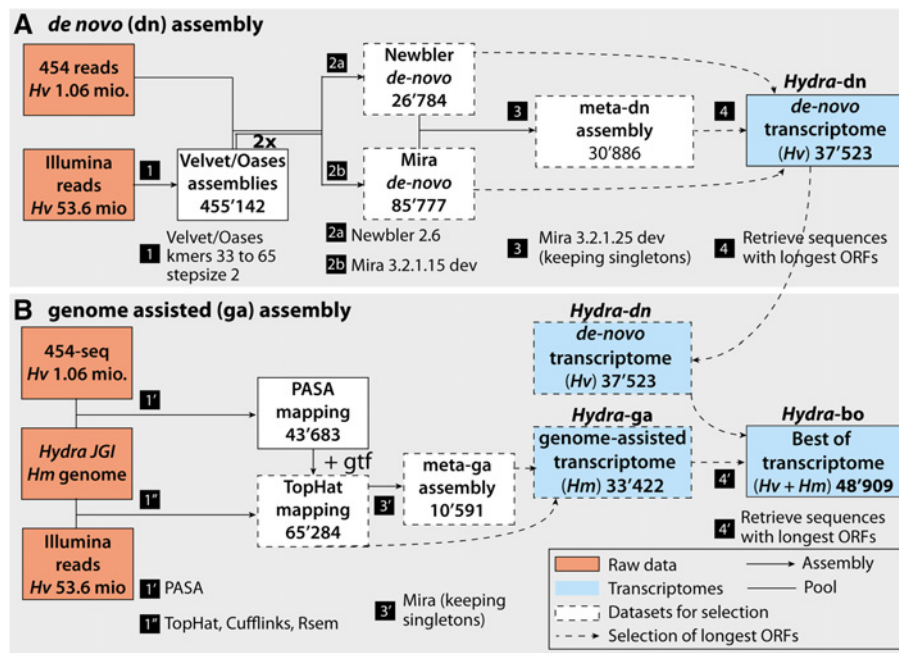 A de novo (dn) assembly
454 reads
Hv 1.06 mio.
Illumina
reads
Hv 53.6 mio
1
Velvet/Oases
assemblies
455'142
2x
2a
2b
Newbler
de-novo
26'784
Mira
de-novo
85'777
3
meta-dn
assembly
30'886
4
Hydra-dn
de-novo
transcriptome
(Hv) 37'523
1 Velvet/Oases
kmers 33 to 65
stepsize 2
2a Newbler 2.6
2b Mira 3.2.1.15 dev
3 Mira 3.2.1.25 dev
(keeping singletons)
4 Retrieve sequences
with longest ORFs
B genome assisted (ga) assembly
454-seq
Hv 1.06 mio.
Hydra JGI
Hm genome
Illumina
reads
Hv 53.6 mio
1'
1"
PASA
mapping
43'683
+ gtf
TopHat
mapping
65'284
3'
meta-ga
assembly
10'591
Hydra-dn
de-novo
transcriptome
(Hv) 37'523
Hydra-ga
genome-assisted
transcriptome
(Hm) 33'422
4'
Hydra-bo
Best of
transcriptome
(Hv + Hm) 48'909
1' PASA
1" TopHat, Cufflinks, Rsem
3' Mira (keeping
singletons)
4' Retrieve sequences
with longest ORFs
Raw data
Transcriptomes
Assembly
Pool
Datasets for selection
Selection of longest ORFs